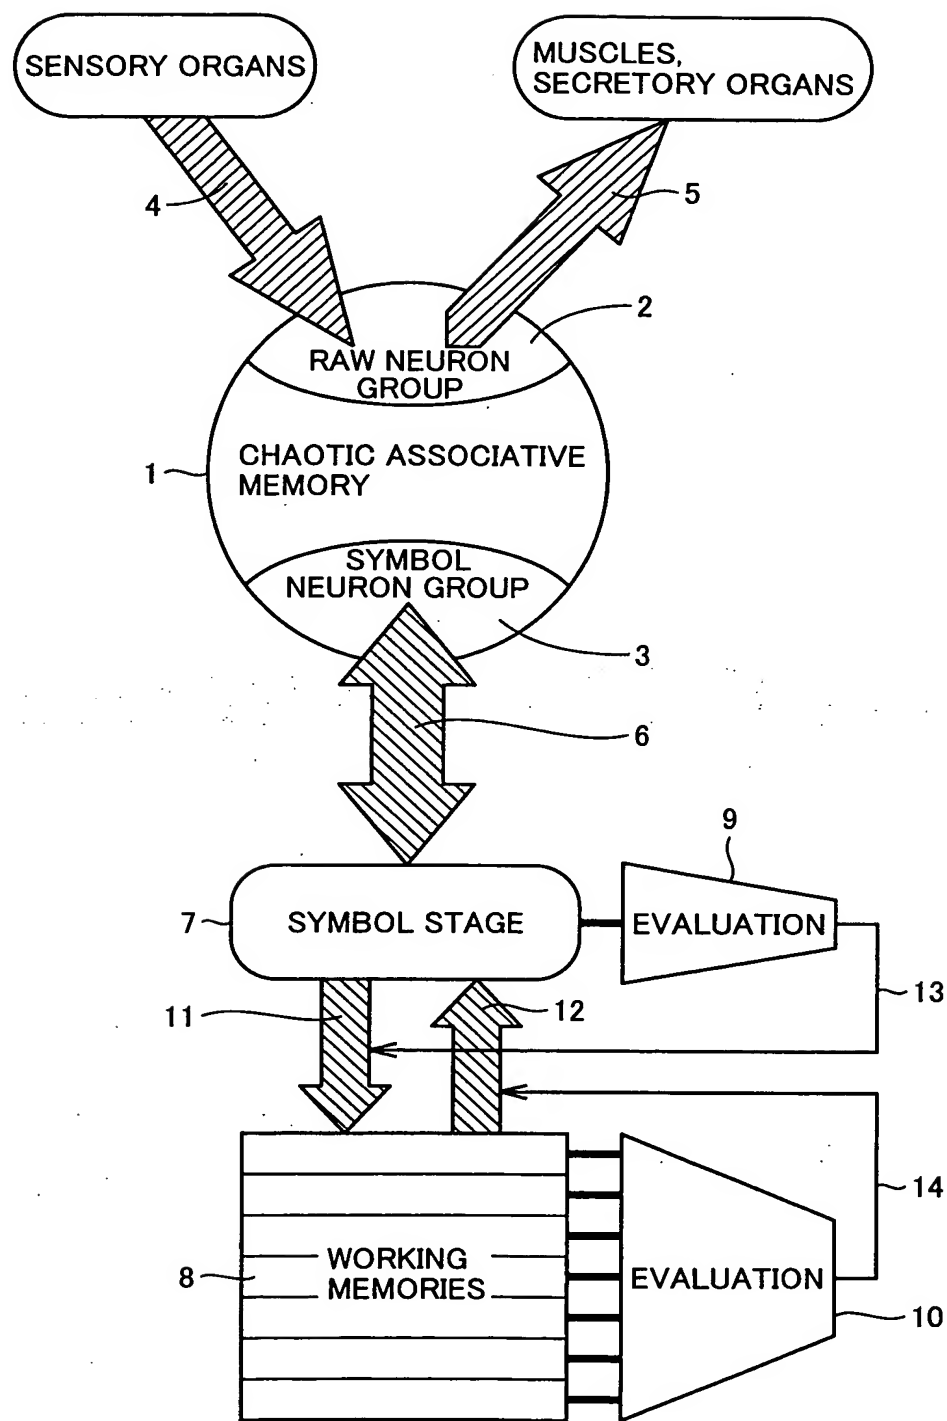 SENSORY ORGANS
MUSCLES,
SECRETORY ORGANS
4
5
2
RAW NEURON
GROUP
1
CHAOTIC ASSOCIATIVE
MEMORY
SYMBOL
NEURON GROUP
3
6
9
7
SYMBOL STAGE
EVALUATION
13
11
12
14
8
WORKING
MEMORIES
EVALUATION
10